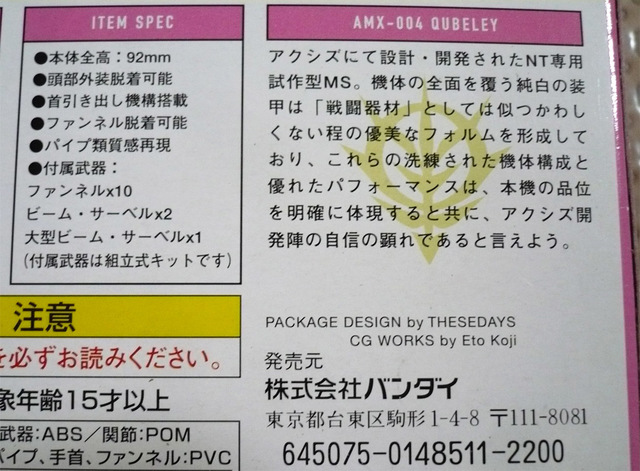 ITEM SPEC
●本体全高：92mm
●頭部外装脱着可能
●首引き出し機構搭載
●ファンネル脱着可能
●パイプ類質感再現
●付属武器：
ファンネルx10
ビーム・サーベルx2
大型ビーム・サーベルx1
(付属武器は組立式キットです)
注意
を必ずお読みください。
象年齢15才以上
武器:ABS／関節:POM
パイプ、手首、ファンネル:PVC
AMX-004 QUBELEY
アクシズにて設計・開発されたNT専用
試作型MS。機体の全面を覆う純白の装
甲は「戦闘器材」としては似つかわし
くない程の優美なフォルムを形成して
おり、これらの洗練された機体構成と
優れたパフォーマンスは、本機の品位
を明確に体現すると共に、アクシズ開
発陣の自信の顕れであると言えよう。
PACKAGE DESIGN by THESEDAYS
CG WORKS by Eto Koji
発売元
株式会社バンダイ
東京都台東区駒形1-4-8 〒111-8081
645075-0148511-2200